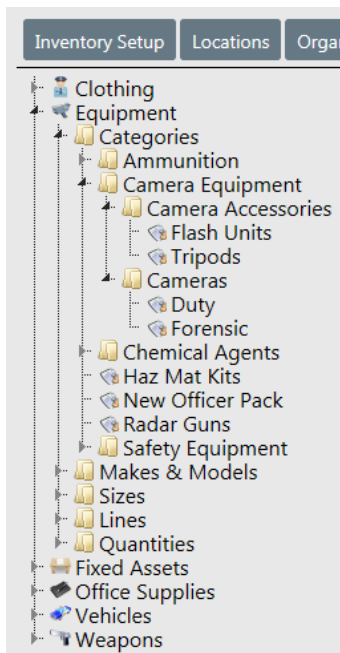 Inventory Setup Locations
Clothing
Equipment
Categories
Ammunition
Camera Equipment
Camera Accessories
Flash Units
Tripods
Cameras
Duty
Forensic
Chemical Agents
Haz Mat Kits
New Officer Pack
Radar Guns
Safety Equipment
Makes & Models
Sizes
Lines
Quantities
Fixed Assets
Office Supplies
Vehicles
Weapons